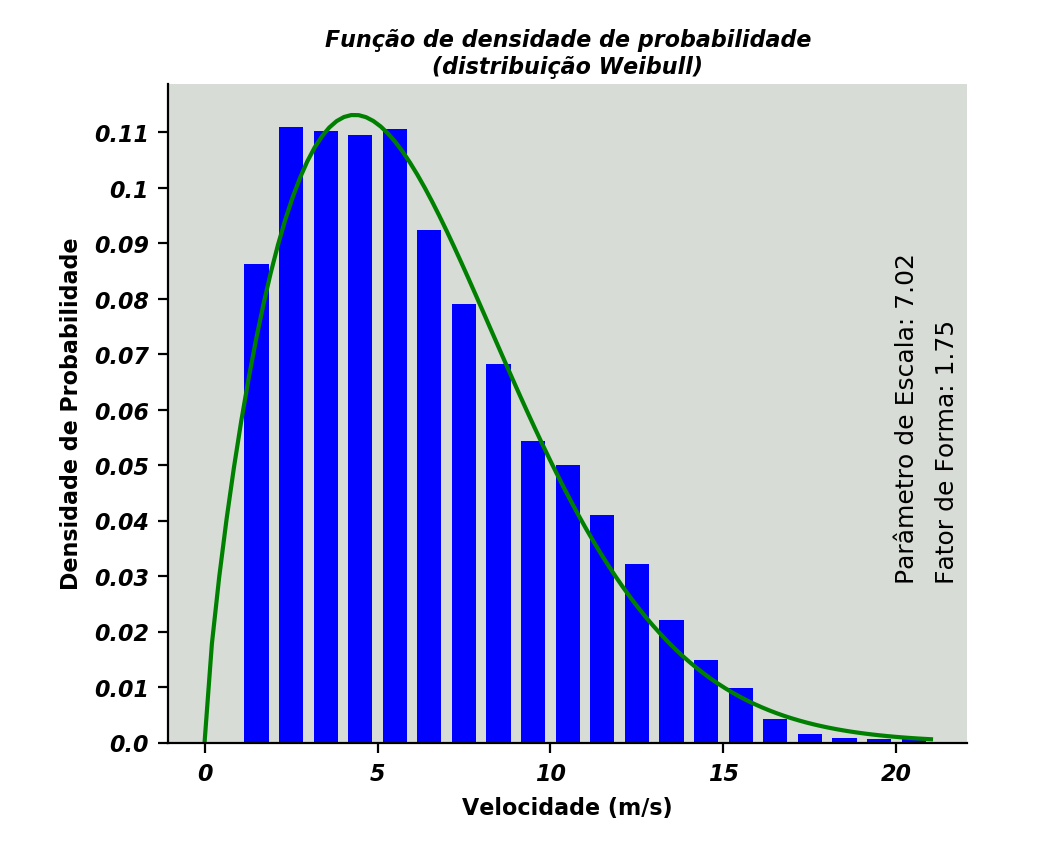 Função de densidade de probabilidade
(distribuição Weibull)
Densidade de Probabilidade
0.11
0.1
0.09
0.08
0.07
0.06
0.05
0.04
0.03
0.02
0.01
0.0
Parâmetro de Escala: 7.02
Fator de Forma: 1.75
0
5
10
15
20
Velocidade (m/s)